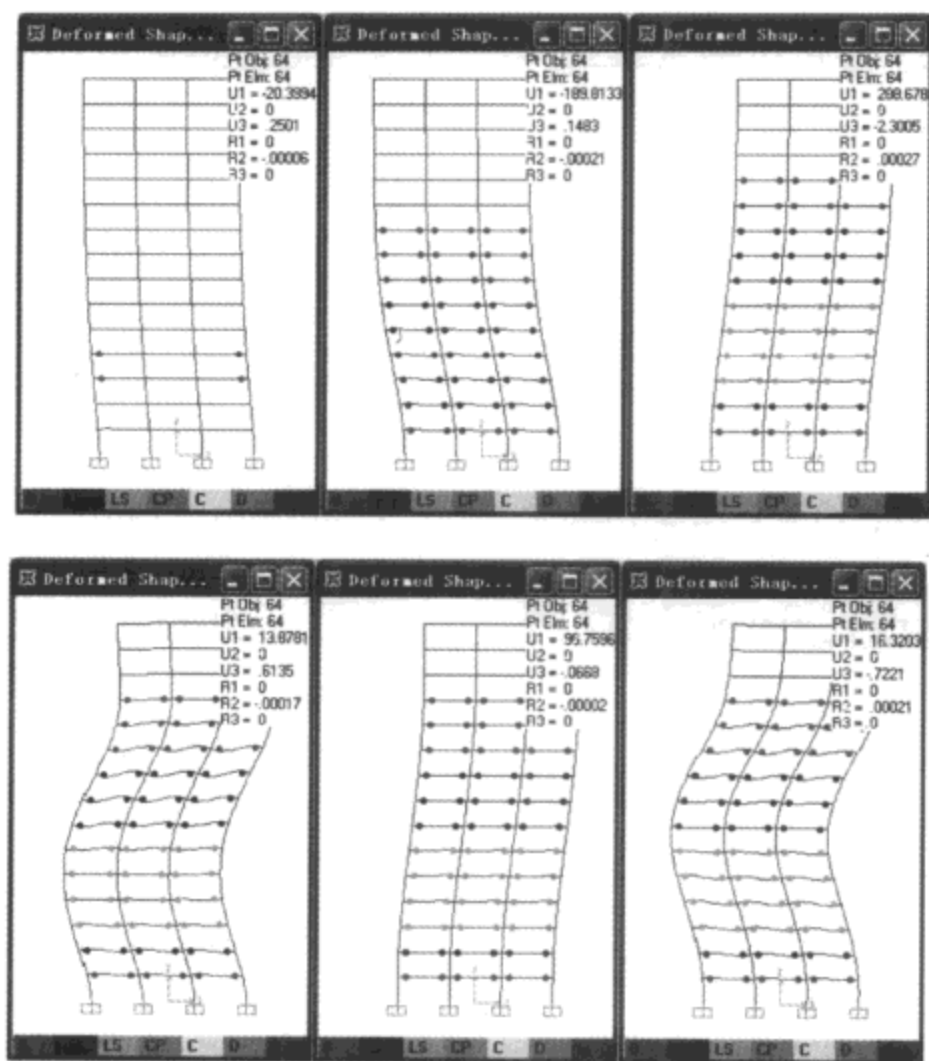 Deformed Shap...
Pt Obj: 64
Pt Elm: 64
U1 = -20.3994
U2 = 0
U3 = .2501
R1 = 0
R2 = -.00006
R3 = 0
LS CP C D
Deformed Shap...
Pt Obj: 64
Pt Elm: 64
U1 = -189.8133
U2 = 0
U3 = .1483
R1 = 0
R2 = -.00021
R3 = 0
LS CP C D
Deformed Shap...
Pt Obj: 64
Pt Elm: 64
U1 = 298.678
U2 = 0
U3 = -2.3005
R1 = 0
R2 = .00027
R3 = 0
LS CP C D
Deformed Shap...
Pt Obj: 64
Pt Elm: 64
U1 = 13.8781
U2 = 0
U3 = .6135
R1 = 0
R2 = -.00017
R3 = 0
LS CP C D
Deformed Shap...
Pt Obj: 64
Pt Elm: 64
U1 = 95.7596
U2 = 0
U3 = -.0668
R1 = 0
R2 = -.00002
R3 = 0
LS CP C D
Deformed Shap...
Pt Obj: 64
Pt Elm: 64
U1 = 16.3203
U2 = 0
U3 = -.7221
R1 = 0
R2 = .00021
R3 = 0
LS CP C D